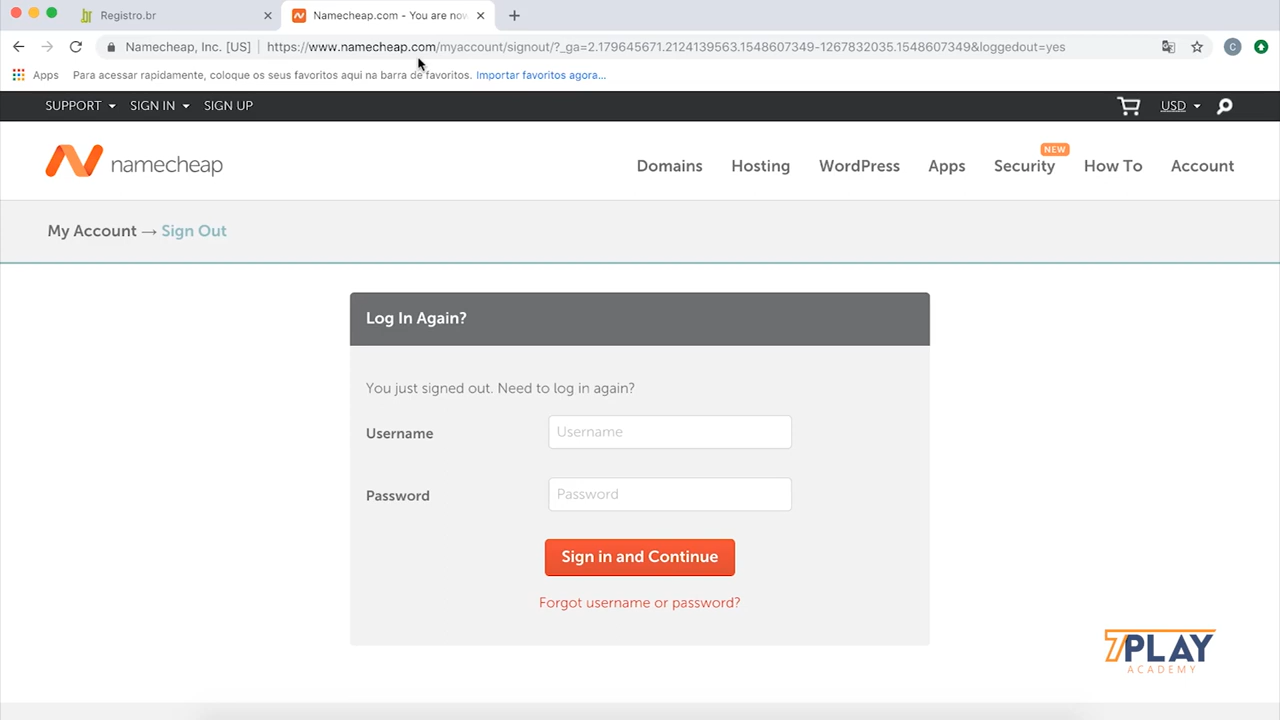 Registro.br
Namecheap.com - You are nov
Namecheap, Inc. [US] https://www.namecheap.com/myaccount/signout/?_ga=2.179645671.2124139563.1548607349-1267832035.1548607349&loggedout=yes
C
Apps Para acessar rapidamente, coloque os seus favoritos aqui na barra de favoritos. Importar favoritos agora...
SUPPORT SIGN IN SIGN UP USD
NEW
namecheap Domains Hosting WordPress Apps Security How To Account
My Account → Sign Out
Log In Again?
You just signed out. Need to log in again?
Username Username
Password Password
Sign in and Continue
Forgot username or password?
7PLAY
ACADEMY